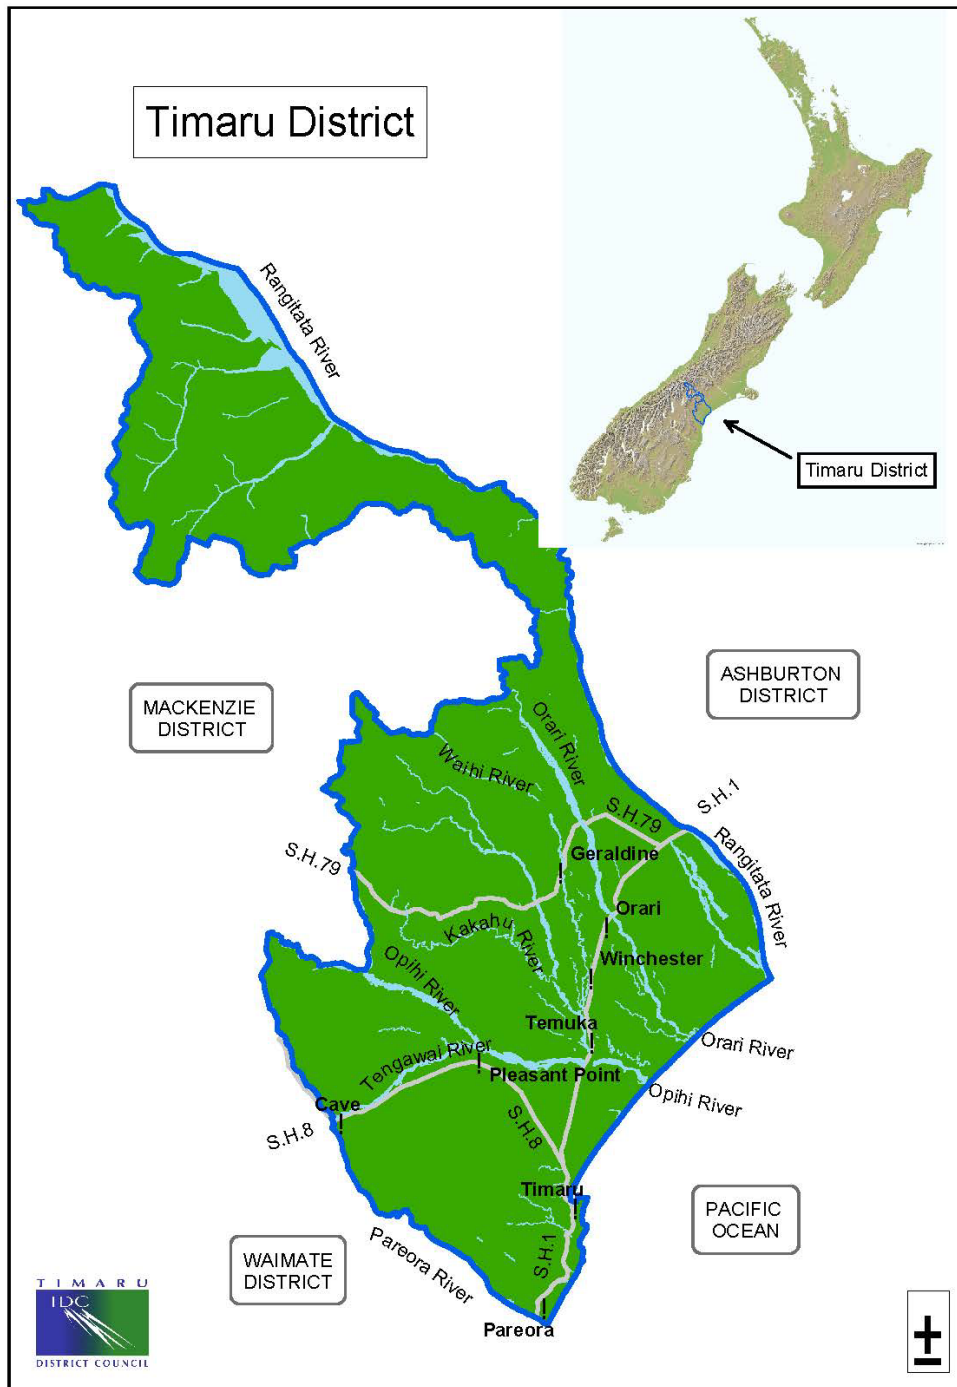 Timaru District
Rangitata River
Timaru District
ASHBURTON
DISTRICT
MACKENZIE
DISTRICT
Orari River
Waihi River
S.H.1
S.H.79
Rangitata River
S.H.79
Geraldine
Orari
Kakahu River
Winchester
Opihi River
Temuka
Orari River
Tengawai River
Pleasant Point
Opihi River
Cave
S.H.8
S.H.8
Timaru
PACIFIC
OCEAN
S.H.1
Pareora River
WAIMATE
DISTRICT
Pareora
TIMARU
TDC
DISTRICT COUNCIL